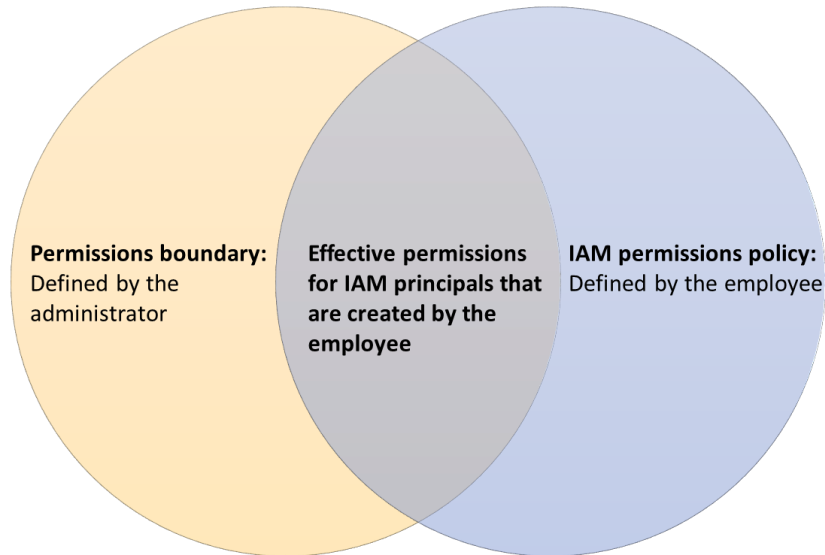 Permissions boundary:
Defined by the
administrator
Effective permissions
for IAM principals that
are created by the
employee
IAM permissions policy:
Defined by the employee